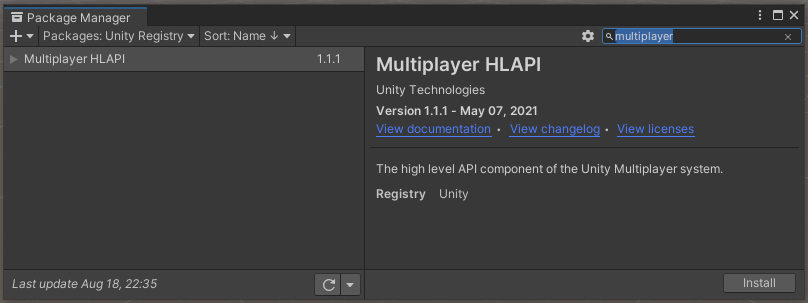 Package Manager
Packages: Unity Registry Sort: Name ↓ multiplayer
Multiplayer HLAPI 1.1.1
Multiplayer HLAPI
Unity Technologies
Version 1.1.1 - May 07, 2021
View documentation • View changelog • View licenses
The high level API component of the Unity Multiplayer system.
Registry Unity
Last update Aug 18, 22:35
Install